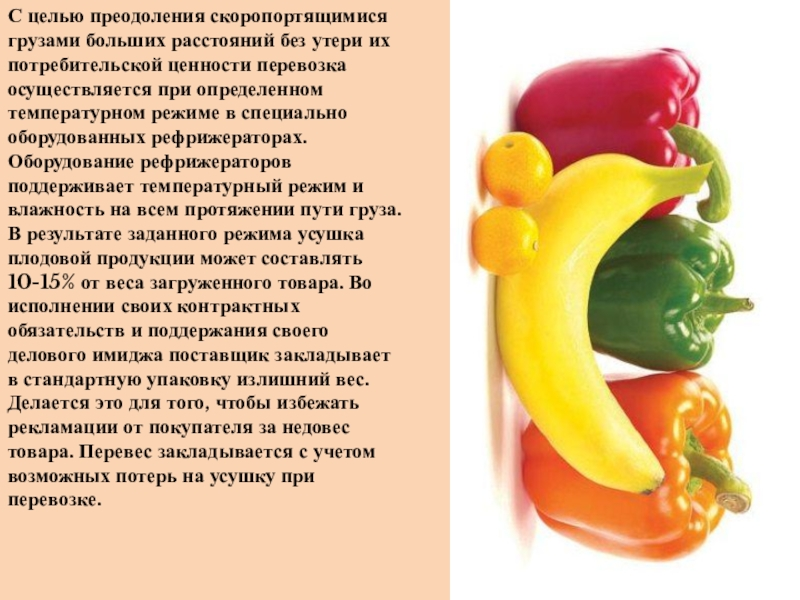 С целью преодоления скоропортящимися
грузами больших расстояний без утери их
потребительской ценности перевозка
осуществляется при определенном
температурном режиме в специально
оборудованных рефрижераторах.
Оборудование рефрижераторов
поддерживает температурный режим и
влажность на всем протяжении пути груза.
В результате заданного режима усушка
плодовой продукции может составлять
10-15% от веса загруженного товара. Во
исполнении своих контрактных
обязательств и поддержания своего
делового имиджа поставщик закладывает
в стандартную упаковку излишний вес.
Делается это для того, чтобы избежать
рекламации от покупателя за недовес
товара. Перевес закладывается с учетом
возможных потерь на усушку при
перевозке.